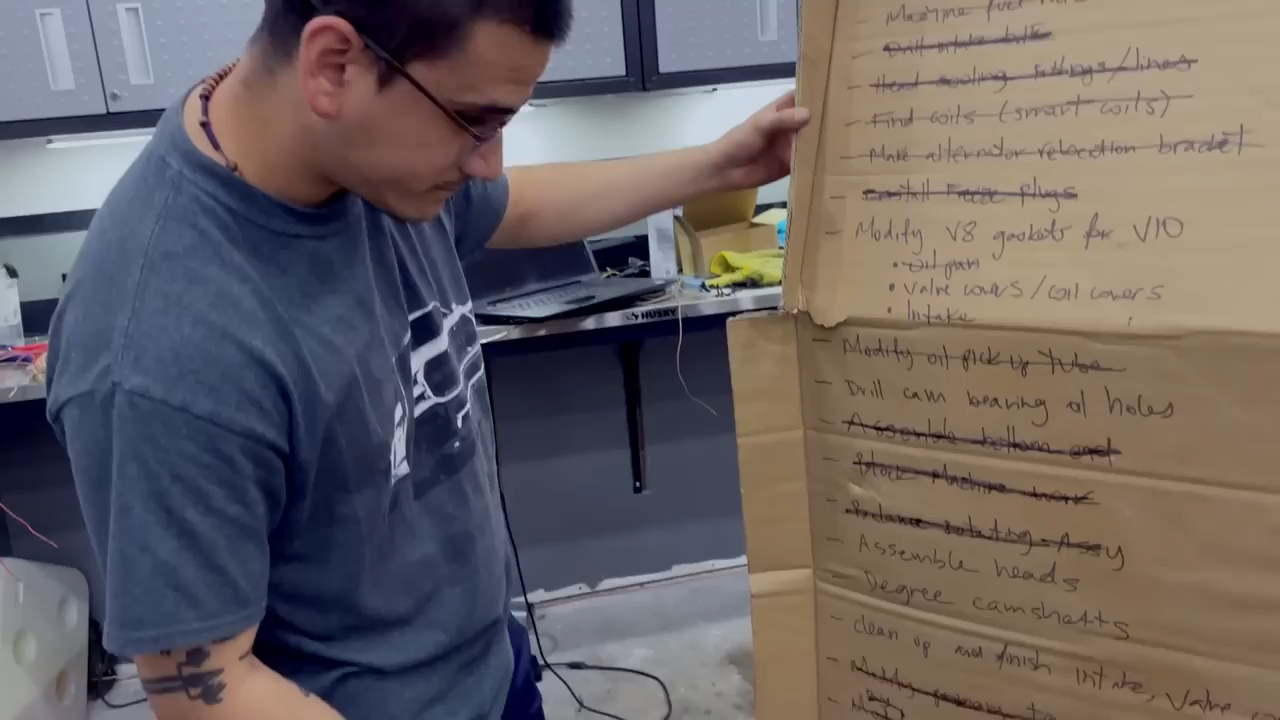 - Machine fuel
- Drill intake
- Head cooling fittings/lines
- Find coils (smart coils)
- Make alternator relocation bracket
- Install Freeze plugs
- Modify V8 gaskets for V10
• Oil pan
• Valve covers/coil covers
• Intake
HUSKY
- Modify oil pick up tube
- Drill cam bearing oil holes
- Assemble bottom end
- Block Machine work
- Balance Rotating Assy
- Assemble heads
- Degree camshafts
- clean up and finish intake, Valve
- Modify